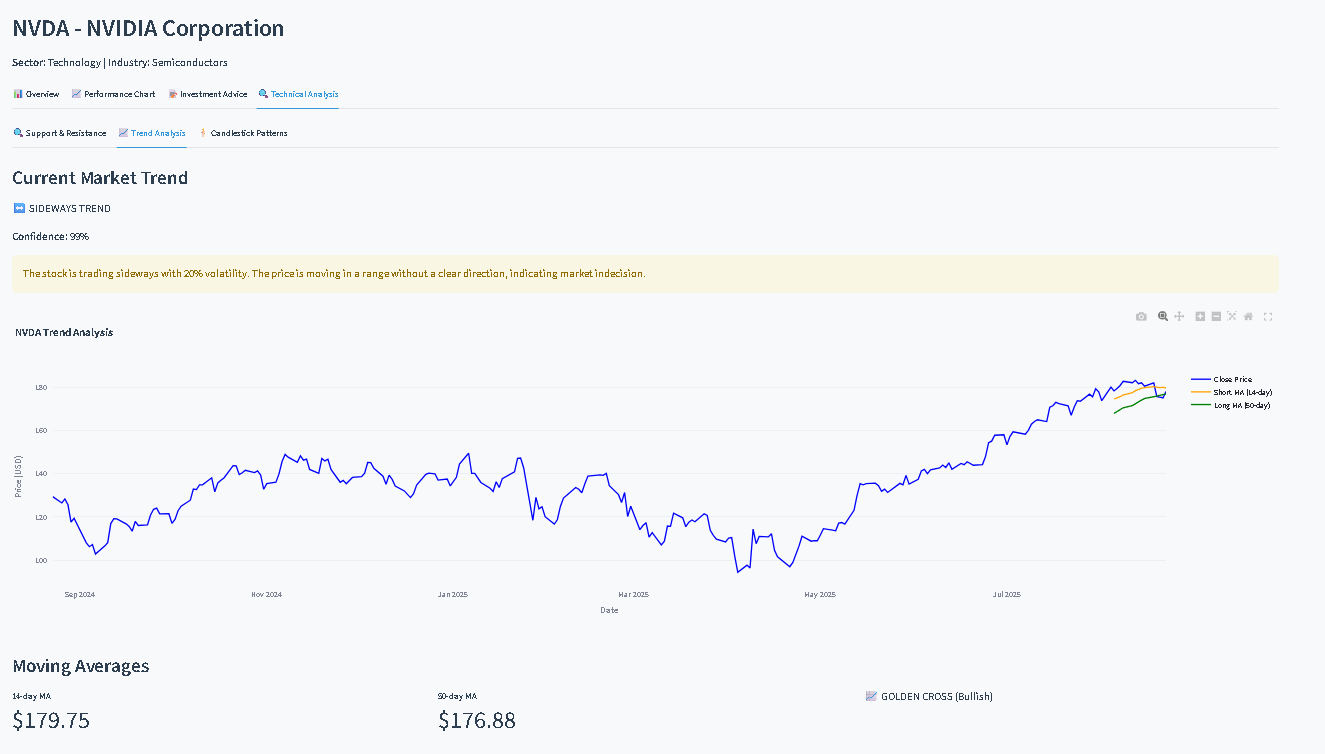 NVDA - NVIDIA Corporation
Sector: Technology | Industry: Semiconductors
Overview Performance Chart Investment Advice Technical Analysis
Support & Resistance Trend Analysis Candlestick Patterns
Current Market Trend
SIDEWAYS TREND
Confidence: 99%
The stock is trading sideways with 20% volatility. The price is moving in a range without a clear direction, indicating market indecision.
NVDA Trend Analysis
Close Price
Short MA (14-day)
Long MA (50-day)
180
160
140
120
100
Price (USD)
Sep 2024 Nov 2024 Jan 2025 Mar 2025 May 2025 Jul 2025
Date
Moving Averages
14-day MA 50-day MA GOLDEN CROSS (Bullish)
$179.75 $176.88